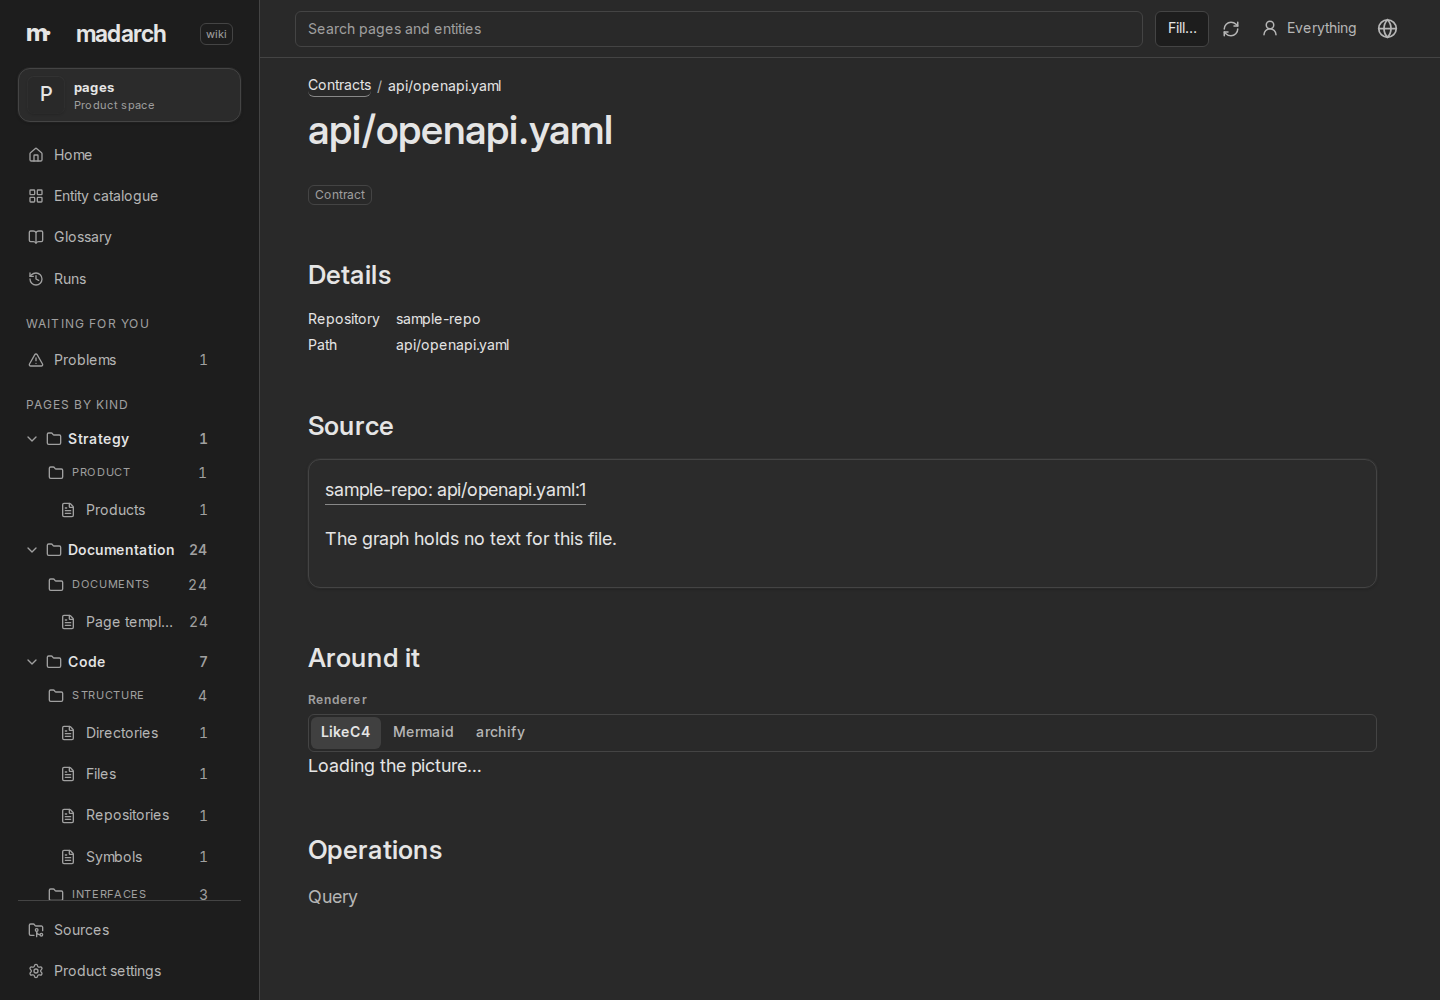 m madarch wiki
Search pages and entities
Fill...
Everything
P
pages
Product space
Home
Entity catalogue
Glossary
Runs
WAITING FOR YOU
Problems 1
PAGES BY KIND
Strategy 1
PRODUCT 1
Products 1
Documentation 24
DOCUMENTS 24
Page templ... 24
Code 7
STRUCTURE 4
Directories 1
Files 1
Repositories 1
Symbols 1
INTERFACES 3
Sources
Product settings
Contracts / api/openapi.yaml
api/openapi.yaml
Contract
Details
Repository sample-repo
Path api/openapi.yaml
Source
sample-repo: api/openapi.yaml:1
The graph holds no text for this file.
Around it
Renderer
LikeC4 Mermaid archify
Loading the picture...
Operations
Query